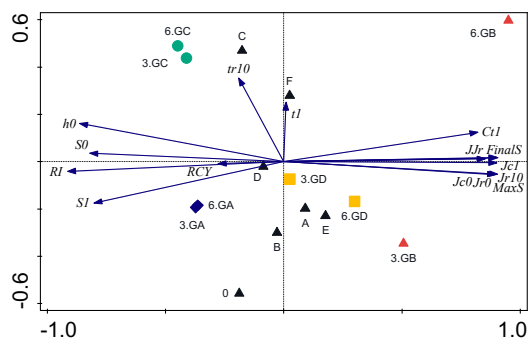 0.6
6.GC
C
6.GB
3.GC
tr10
F
t1
h0
Ct1
S0
JJr FinalS
RI
RCY
Jc1
D
3.GD
Jc0Jr0 Jr10
MaxS
S1
6.GA
3.GA
A
E
6.GD
B
3.GB
0
-0.6
-1.0
1.0